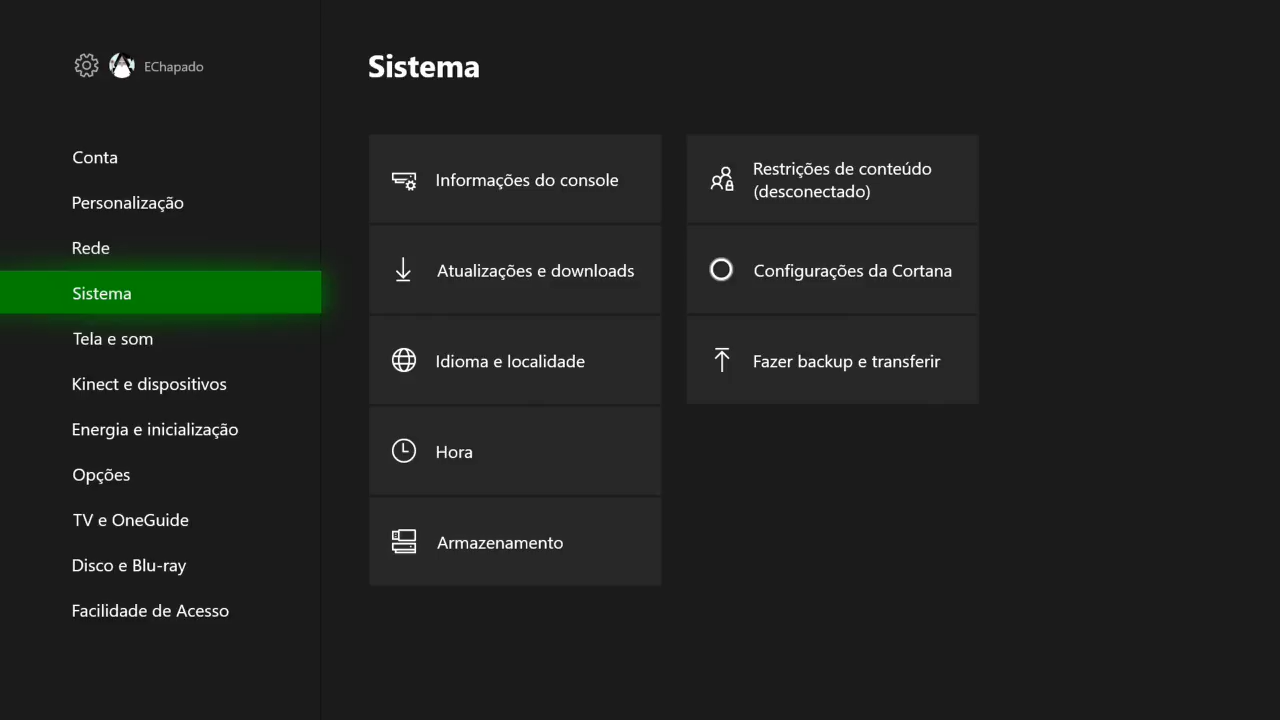 EChapado
Conta
Personalização
Rede
Sistema
Tela e som
Kinect e dispositivos
Energia e inicialização
Opções
TV e OneGuide
Disco e Blu-ray
Facilidade de Acesso
Sistema
Informações do console
Atualizações e downloads
Idioma e localidade
Hora
Armazenamento
Restrições de conteúdo
(desconectado)
Configurações da Cortana
Fazer backup e transferir